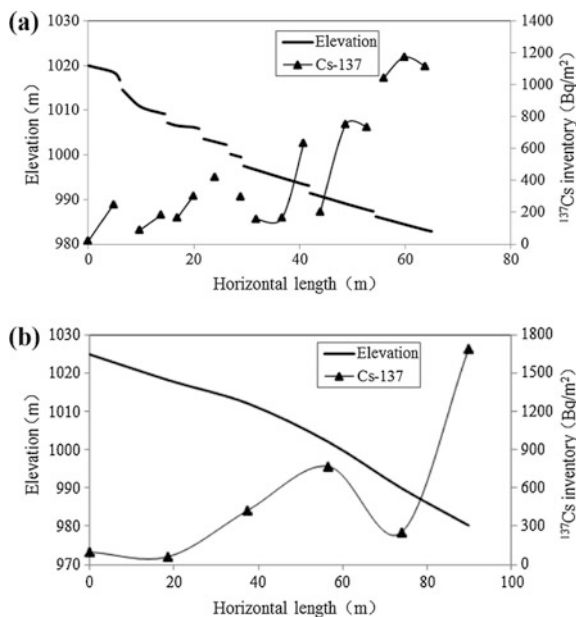 (a)
1030
1020
1010
1000
990
980
Elevation（m）
Elevation
Cs-137
1400
1200
1000
800
600
400
200
0
¹³⁷Cs inventory（Bq/m²）
0 20 40 60 80
Horizontal length（m）
(b)
1030
1020
1010
1000
990
980
970
Elevation（m）
Elevation
Cs-137
1800
1500
1200
900
600
300
0
¹³⁷Cs inventory（Bq/m²）
0 20 40 60 80 100
Horizontal length（m）